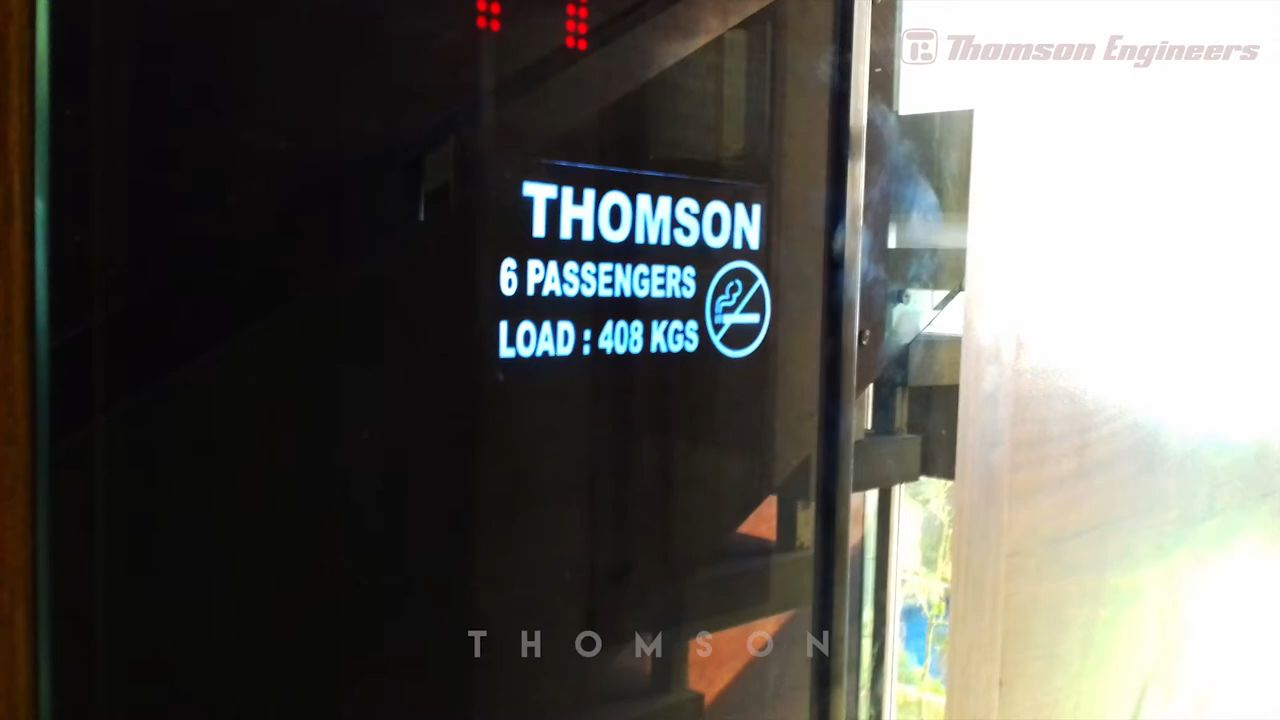 Thomson Engineers
THOMSON
6 PASSENGERS
LOAD : 408 KGS
THOMSON